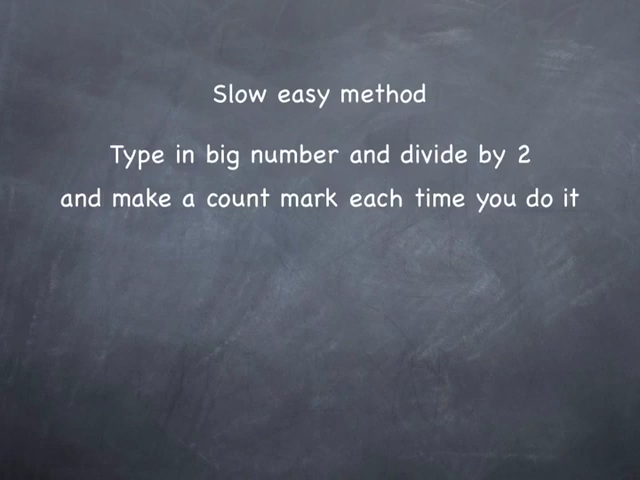 Slow easy method
Type in big number and divide by 2
and make a count mark each time you do it